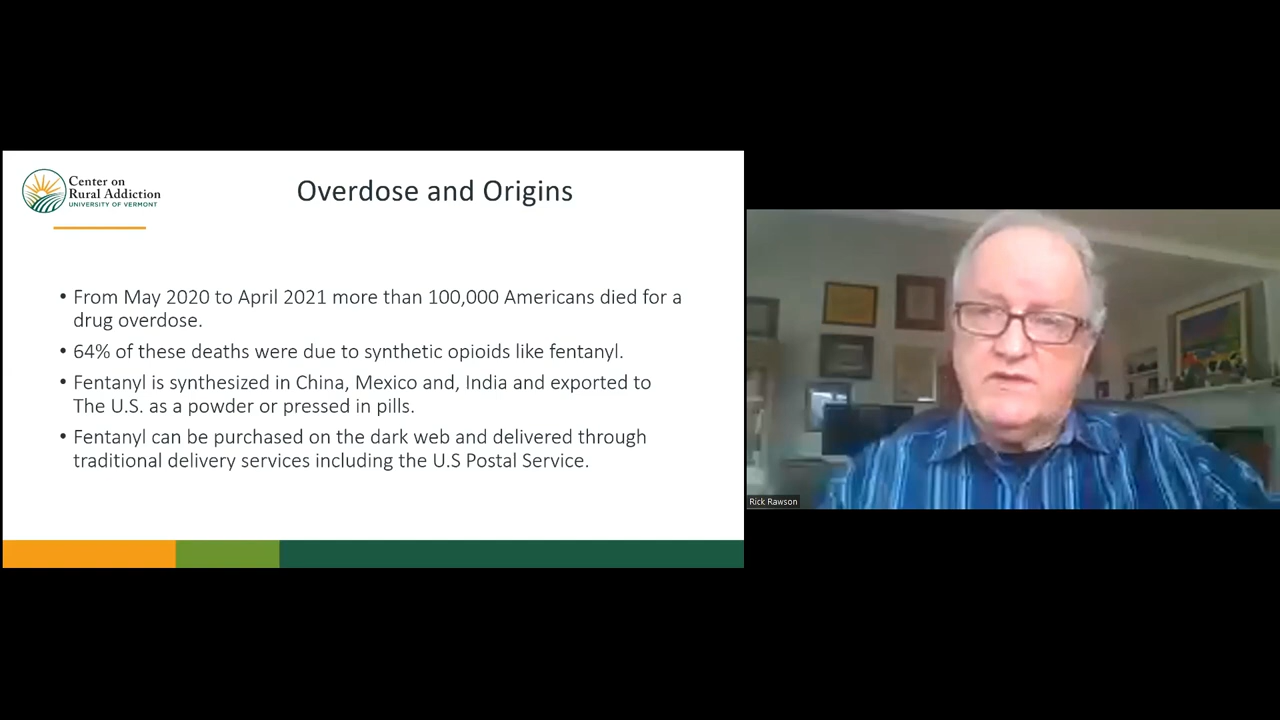 Center on
Rural Addiction
UNIVERSITY OF VERMONT
Overdose and Origins
• From May 2020 to April 2021 more than 100,000 Americans died for a
drug overdose.
• 64% of these deaths were due to synthetic opioids like fentanyl.
• Fentanyl is synthesized in China, Mexico and, India and exported to
The U.S. as a powder or pressed in pills.
• Fentanyl can be purchased on the dark web and delivered through
traditional delivery services including the U.S Postal Service.
Rick Rawson